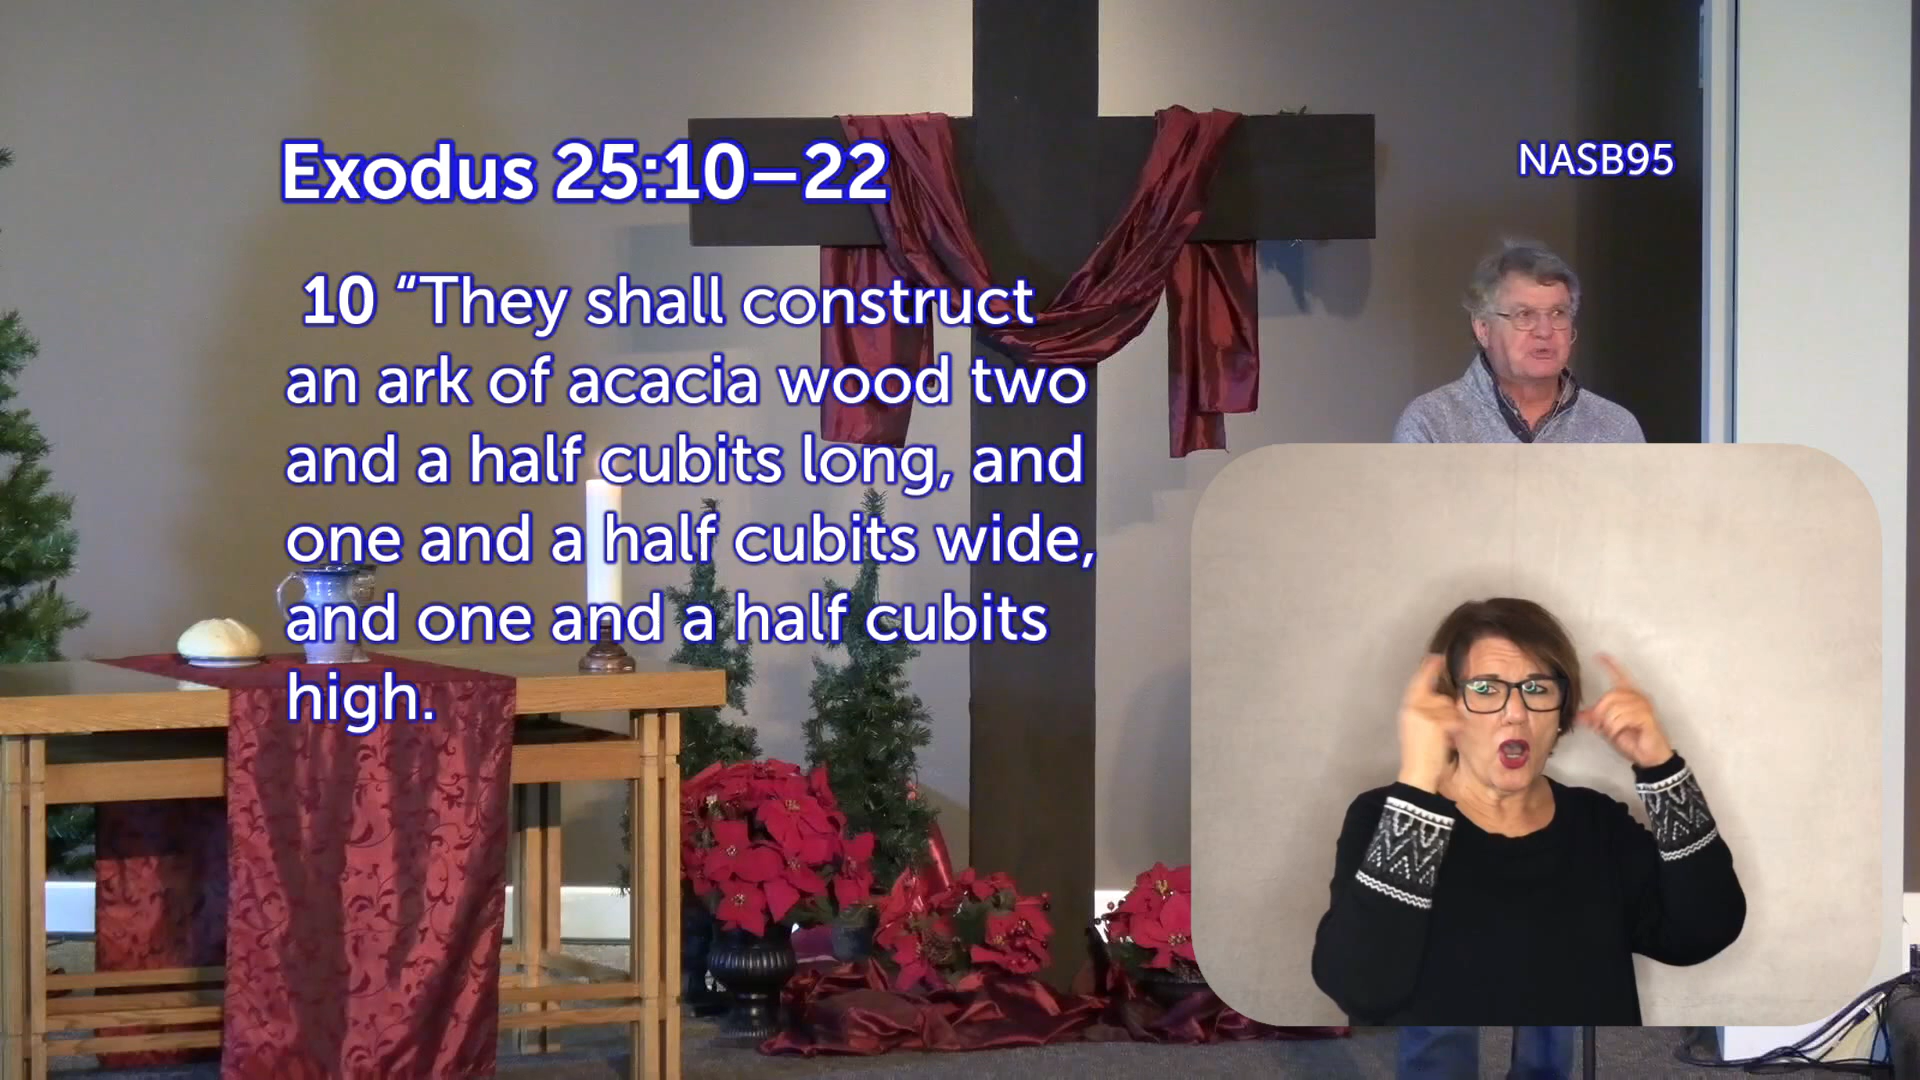 Exodus 25:10–22
NASB95
10 “They shall construct
an ark of acacia wood two
and a half cubits long, and
one and a half cubits wide,
and one and a half cubits
high.